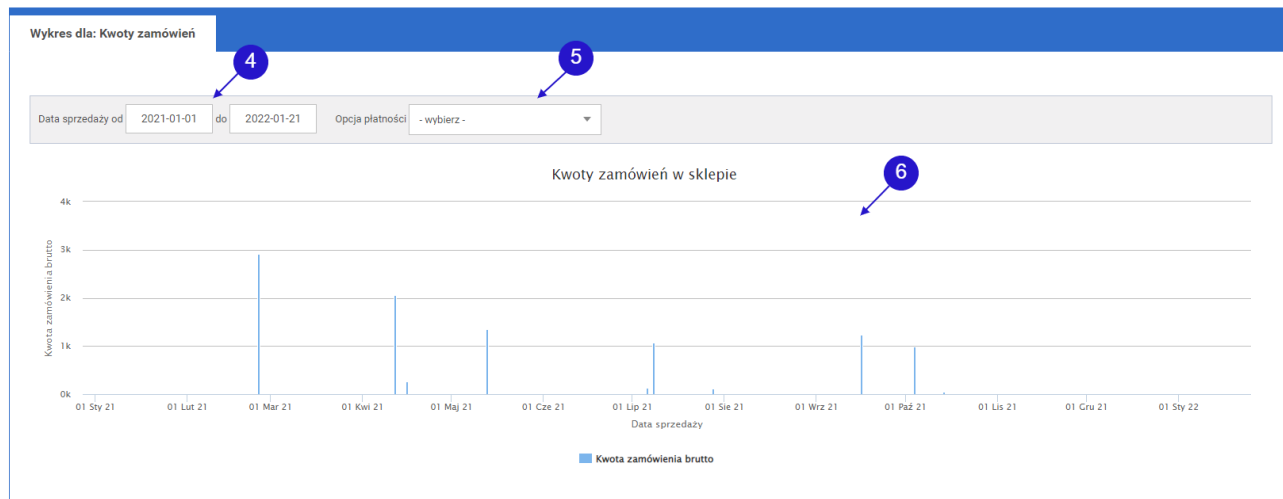 Wykres dla: Kwoty zamówień
4
5
Data sprzedaży od 2021-01-01 do 2022-01-21 Opcja płatności - wybierz -
Kwoty zamówień w sklepie
6
Kwota zamówienia brutto
4k
3k
2k
1k
0k
01 Sty 21 01 Lut 21 01 Mar 21 01 Kwi 21 01 Maj 21 01 Cze 21 01 Lip 21 01 Sie 21 01 Wrz 21 01 Paź 21 01 Lis 21 01 Gru 21 01 Sty 22
Data sprzedaży
Kwota zamówienia brutto